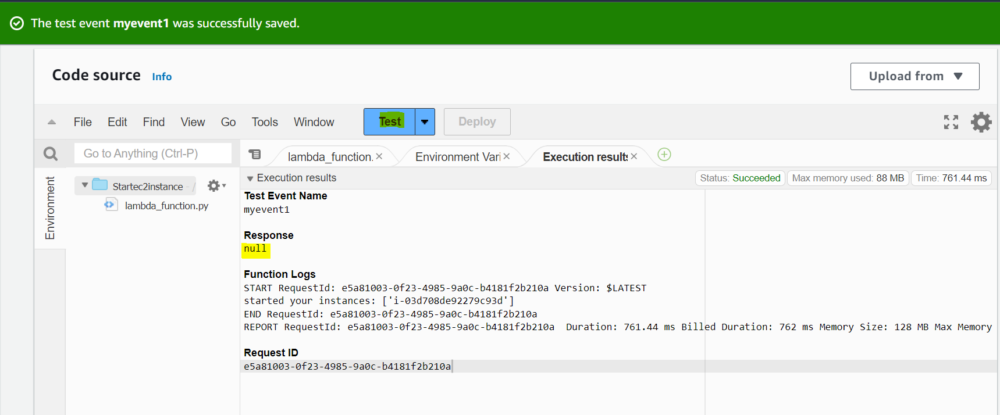 The test event myevent1 was successfully saved.
Code source Info
Upload from
File Edit Find View Go Tools Window Test Deploy
Go to Anything (Ctrl-P)
lambda_function. Environment Vari Execution results
Execution results Status: Succeeded Max memory used: 88 MB Time: 761.44 ms
Environment
Startec2instance - /
lambda_function.py
Test Event Name
myevent1
Response
null
Function Logs
START RequestId: e5a81003-0f23-4985-9a0c-b4181f2b210a Version: $LATEST
started your instances: ['i-03d708de92279c93d']
END RequestId: e5a81003-0f23-4985-9a0c-b4181f2b210a
REPORT RequestId: e5a81003-0f23-4985-9a0c-b4181f2b210a Duration: 761.44 ms Billed Duration: 762 ms Memory Size: 128 MB Max Memory
Request ID
e5a81003-0f23-4985-9a0c-b4181f2b210a